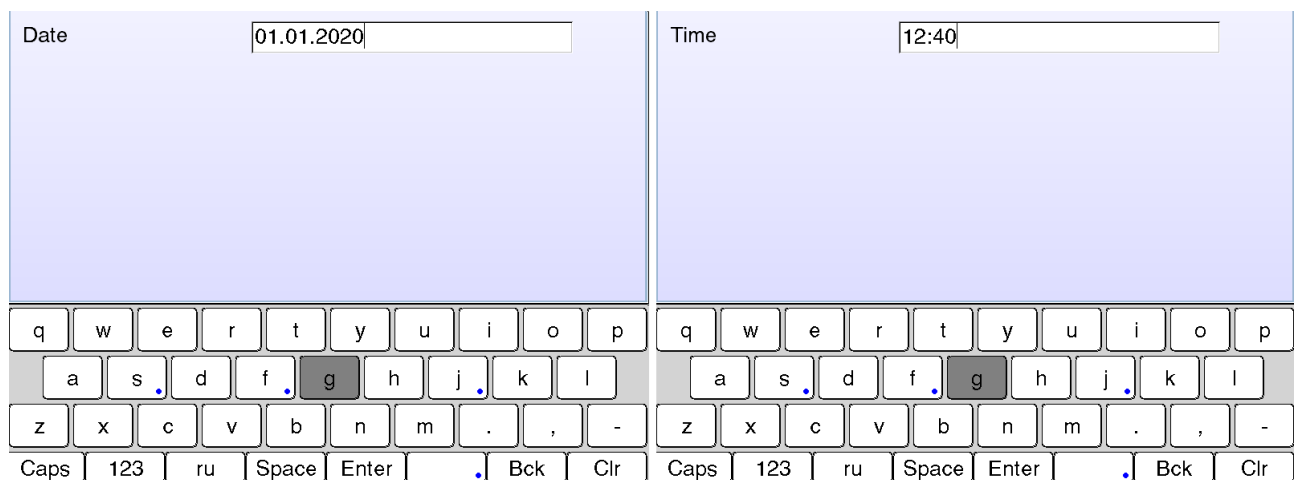 Date 01.01.2020
q w e r t y u i o p
a s d f g h j k l
z x c v b n m . , -
Caps 123 ru Space Enter Bck Clr
Time 12:40
q w e r t y u i o p
a s d f g h j k l
z x c v b n m . , -
Caps 123 ru Space Enter Bck Clr